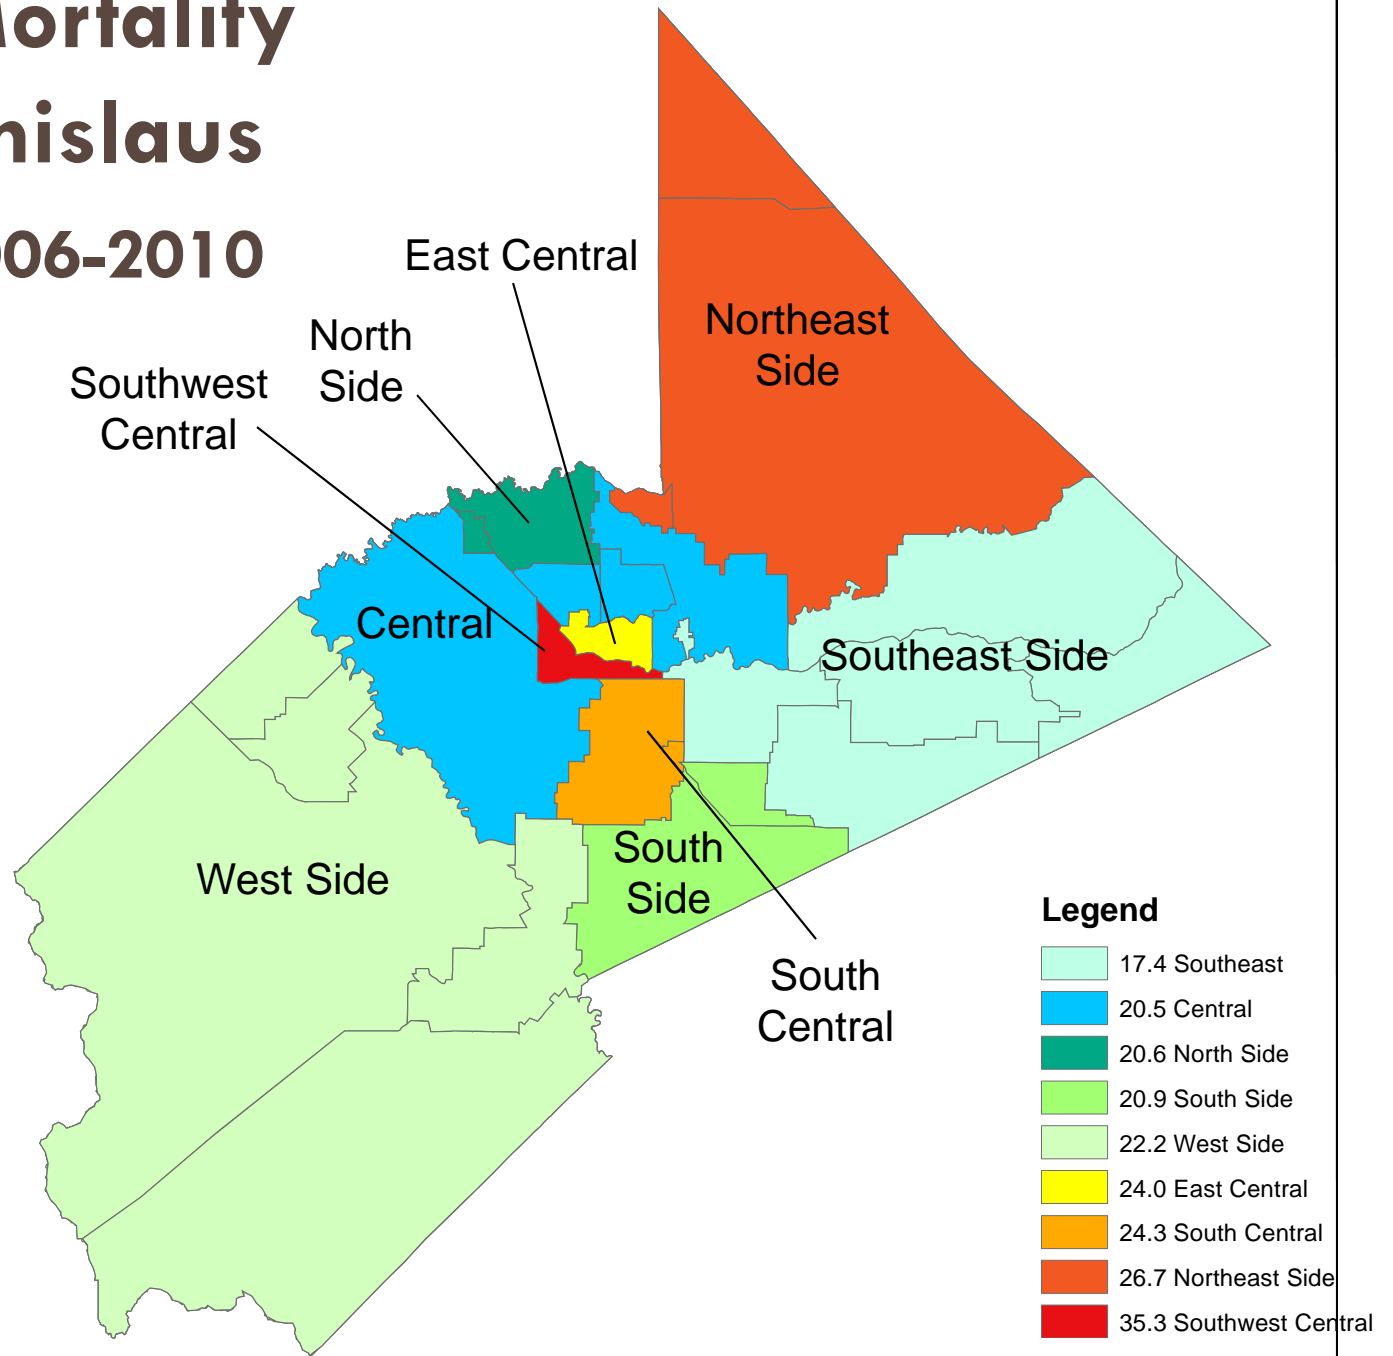 Mortality
nislaus
06-2010
East Central
North
Side
Southwest
Central
Northeast
Side
Central
Southeast Side
West Side
South
Side
South
Central
Legend
17.4 Southeast
20.5 Central
20.6 North Side
20.9 South Side
22.2 West Side
24.0 East Central
24.3 South Central
26.7 Northeast Side
35.3 Southwest Central